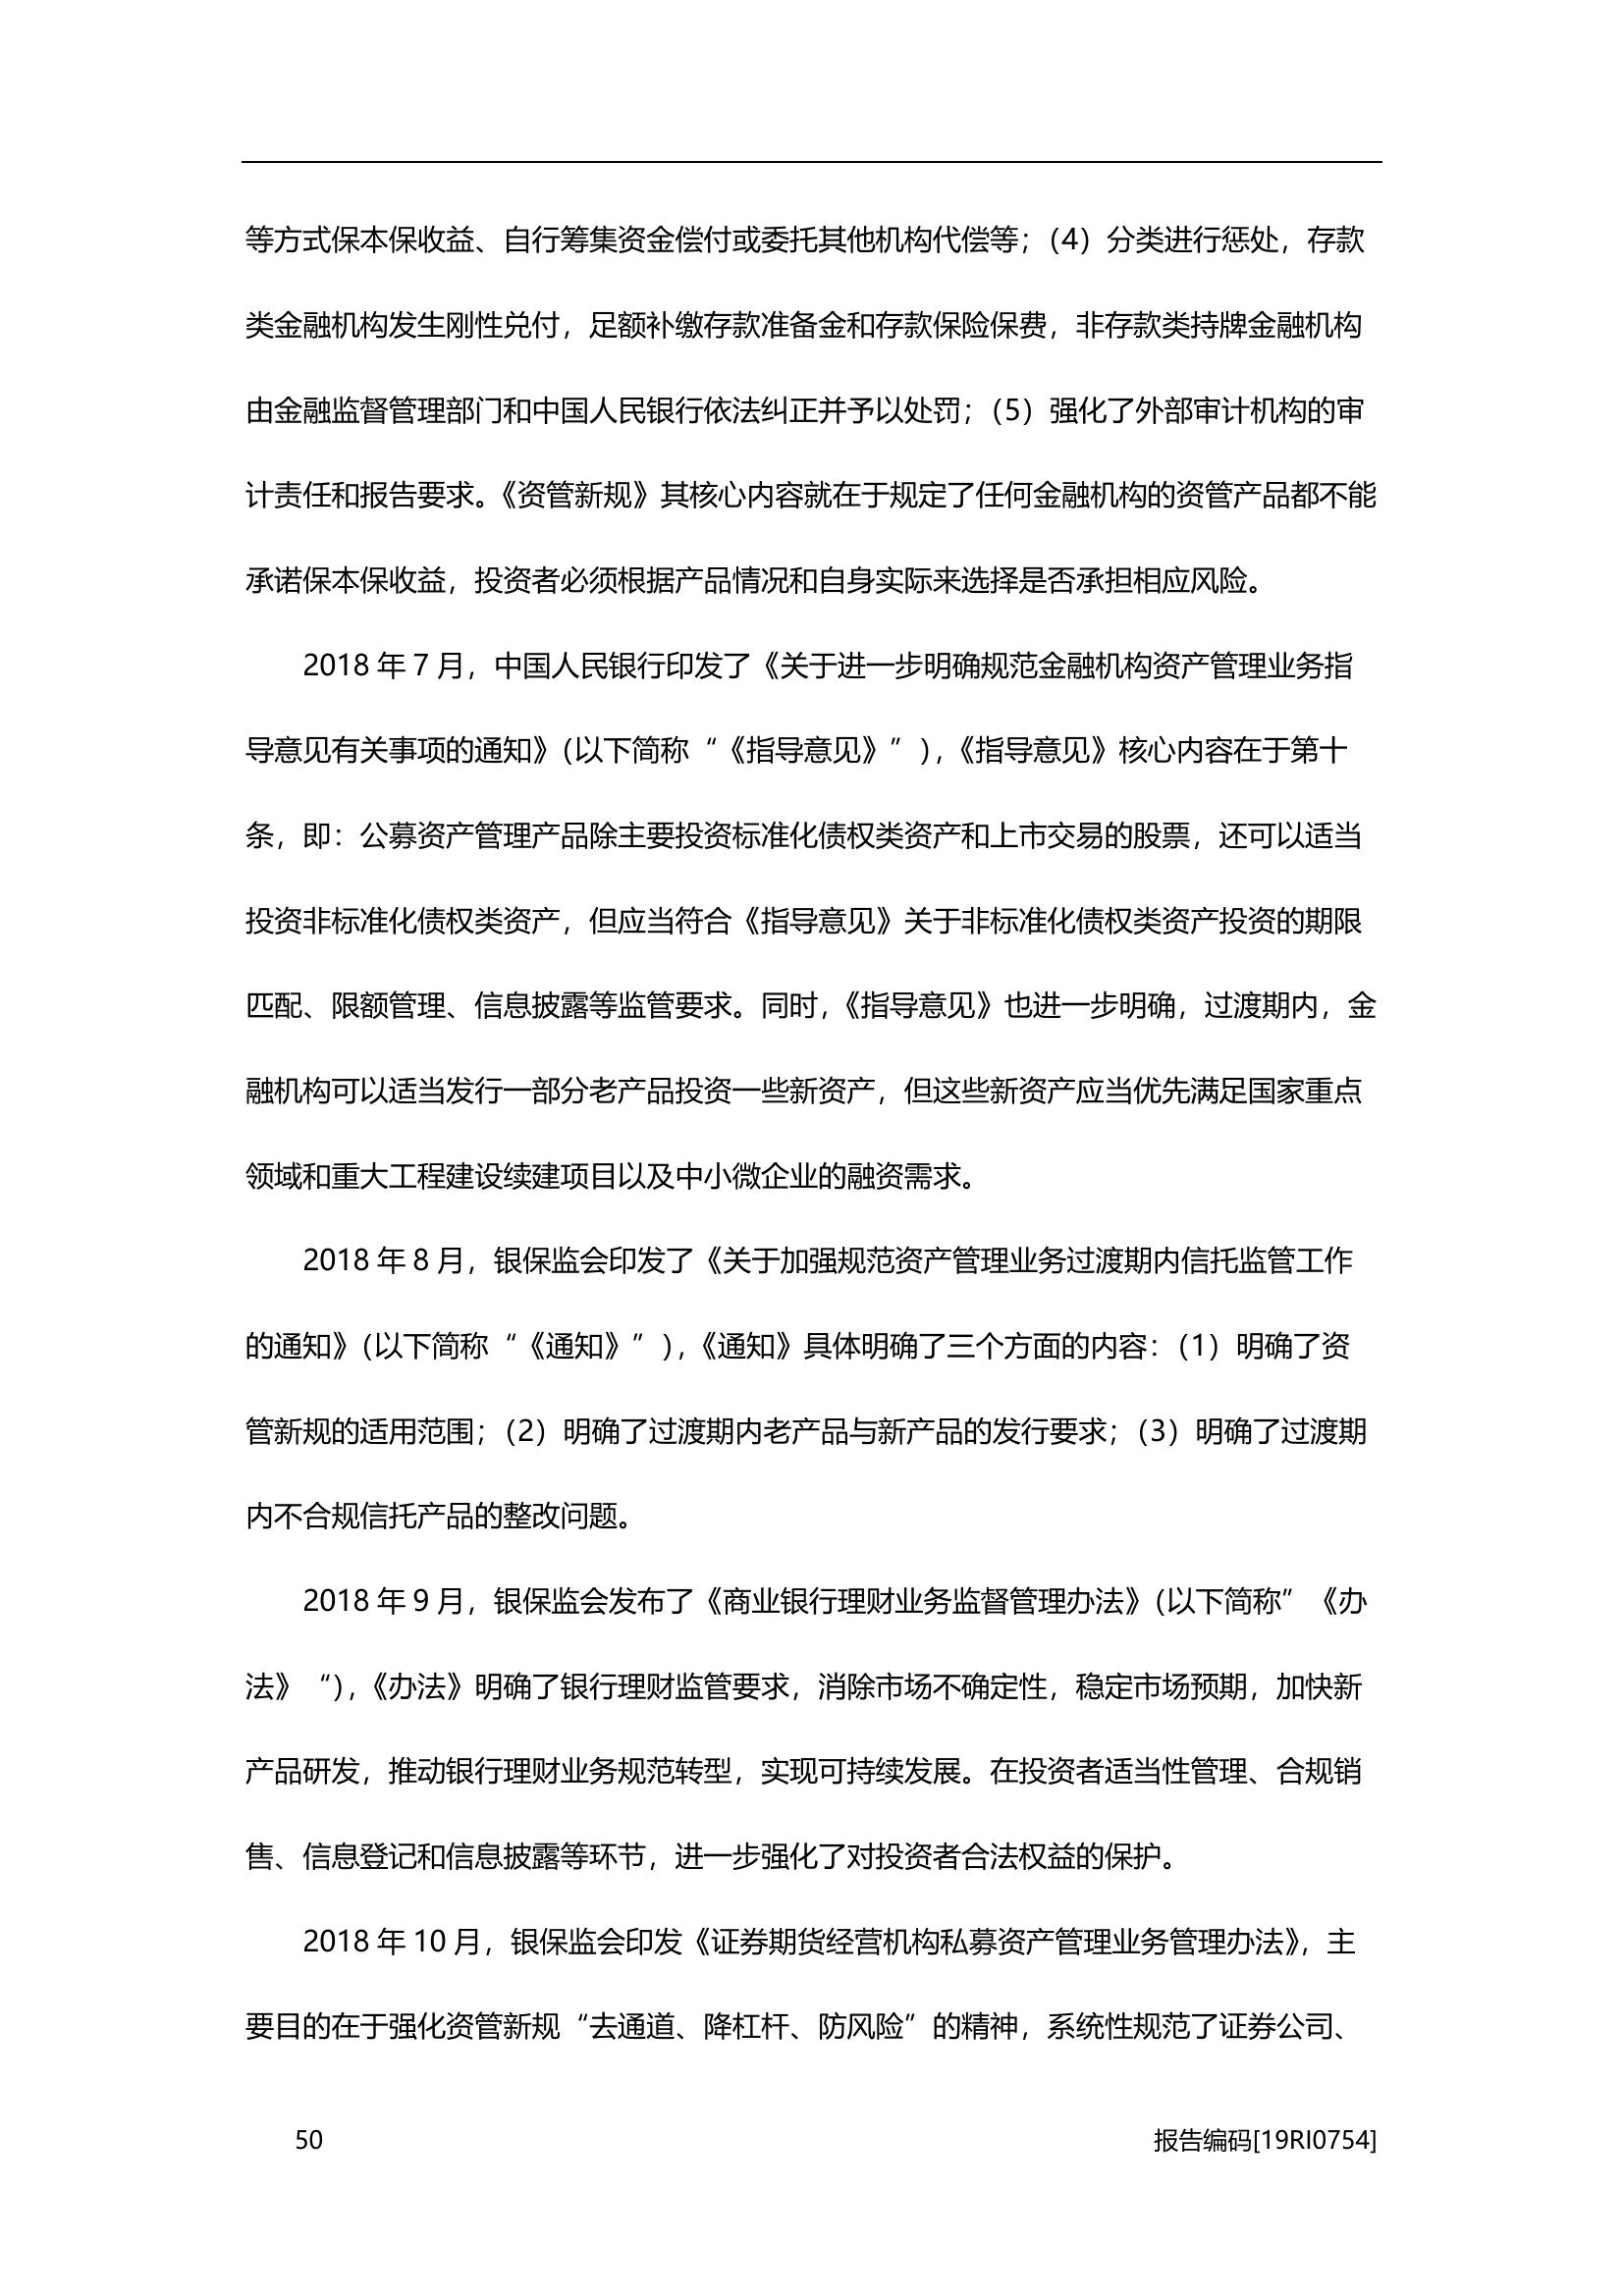 等方式保本保收益、自行筹集资金偿付或委托其他机构代偿等；（4）分类进行惩处，存款
类金融机构发生刚性兑付，足额补缴存款准备金和存款保险保费，非存款类持牌金融机构
由金融监督管理部门和中国人民银行依法纠正并予以处罚；（5）强化了外部审计机构的审
计责任和报告要求。《资管新规》其核心内容就在于规定了任何金融机构的资管产品都不能
承诺保本保收益，投资者必须根据产品情况和自身实际来选择是否承担相应风险。
2018 年 7 月，中国人民银行印发了《关于进一步明确规范金融机构资产管理业务指
导意见有关事项的通知》（以下简称“《指导意见》”），《指导意见》核心内容在于第十
条，即：公募资产管理产品除主要投资标准化债权类资产和上市交易的股票，还可以适当
投资非标准化债权类资产，但应当符合《指导意见》关于非标准化债权类资产投资的期限
匹配、限额管理、信息披露等监管要求。同时，《指导意见》也进一步明确，过渡期内，金
融机构可以适当发行一部分老产品投资一些新资产，但这些新资产应当优先满足国家重点
领域和重大工程建设续建项目以及中小微企业的融资需求。
2018 年 8 月，银保监会印发了《关于加强规范资产管理业务过渡期内信托监管工作
的通知》（以下简称“《通知》”），《通知》具体明确了三个方面的内容：（1）明确了资
管新规的适用范围；（2）明确了过渡期内老产品与新产品的发行要求；（3）明确了过渡期
内不合规信托产品的整改问题。
2018 年 9 月，银保监会发布了《商业银行理财业务监督管理办法》（以下简称”《办
法》“），《办法》明确了银行理财监管要求，消除市场不确定性，稳定市场预期，加快新
产品研发，推动银行理财业务规范转型，实现可持续发展。在投资者适当性管理、合规销
售、信息登记和信息披露等环节，进一步强化了对投资者合法权益的保护。
2018 年 10 月，银保监会印发《证券期货经营机构私募资产管理业务管理办法》，主
要目的在于强化资管新规“去通道、降杠杆、防风险”的精神，系统性规范了证券公司、
50 报告编码[19RI0754]